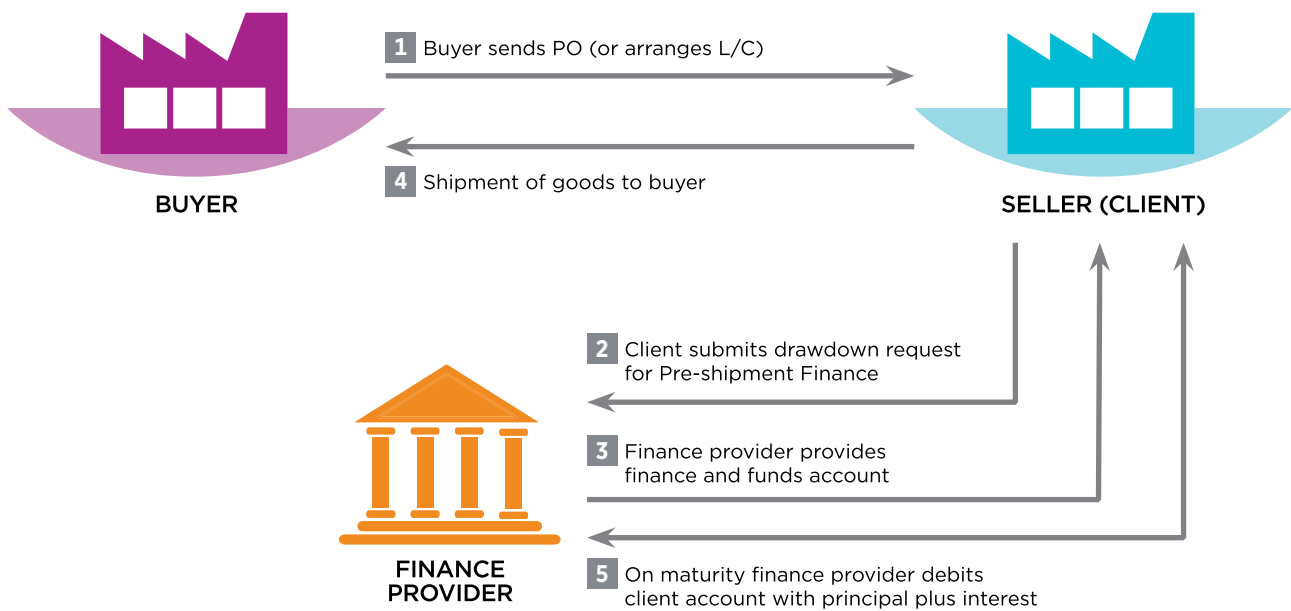 1 Buyer sends PO (or arranges L/C)
4 Shipment of goods to buyer
BUYER
SELLER (CLIENT)
2 Client submits drawdown request
for Pre-shipment Finance
3 Finance provider provides
finance and funds account
FINANCE
PROVIDER
5 On maturity finance provider debits
client account with principal plus interest